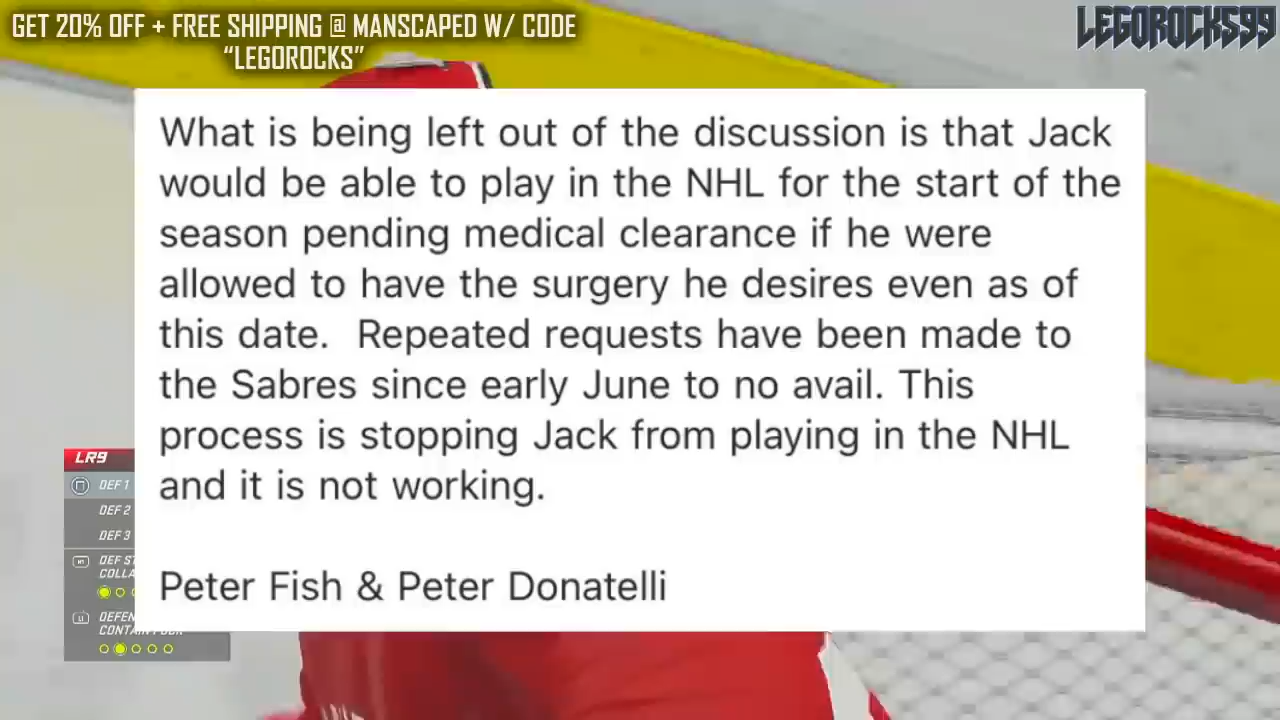 GET 20% OFF + FREE SHIPPING @ MANSCAPED W/ CODE
“LEGOROCKS”
LEGOROCKS99
What is being left out of the discussion is that Jack
would be able to play in the NHL for the start of the
season pending medical clearance if he were
allowed to have the surgery he desires even as of
this date.  Repeated requests have been made to
the Sabres since early June to no avail. This
process is stopping Jack from playing in the NHL
and it is not working.
Peter Fish & Peter Donatelli
LR9
DEF 1
DEF 2
DEF 3
DEF ST
COLLA
DEFEN